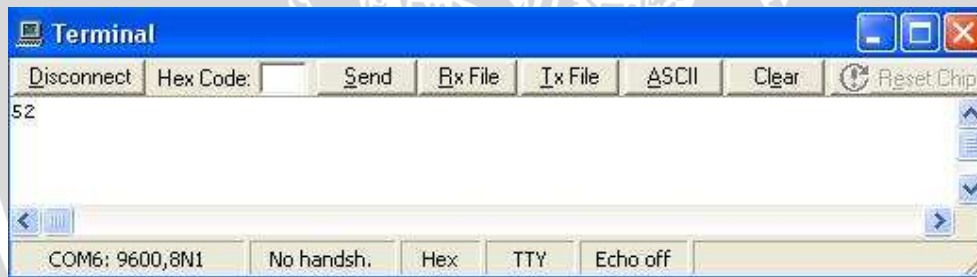 Terminal
Disconnect Hex Code: Send Rx File Tx File ASCII Clear Reset Chip
52
COM6: 9600,8N1 No handsh. Hex TTY Echo off